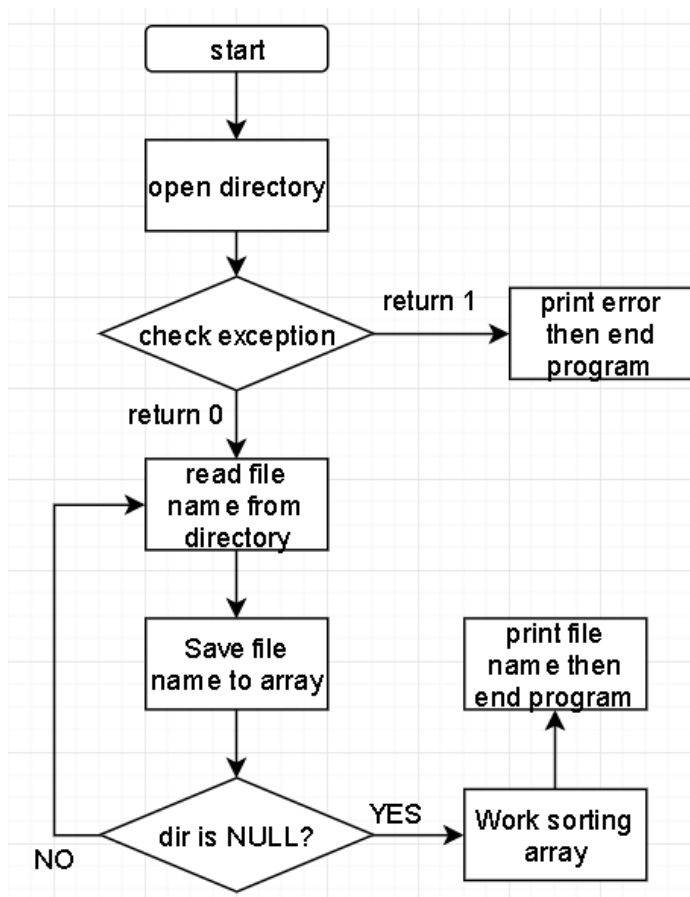 start
open directory
check exception
return 1
print error
then end
program
return 0
read file
name from
directory
Save file
name to array
dir is NULL?
NO
YES
Work sorting
array
print file
name then
end program